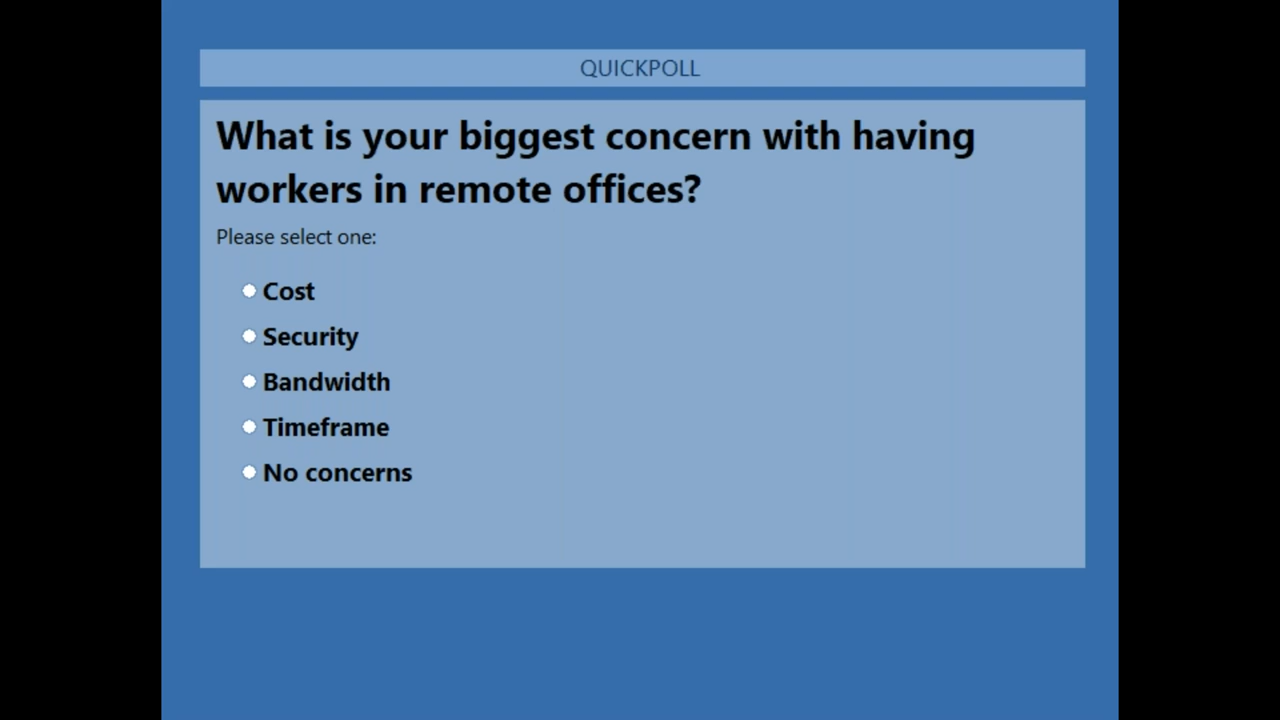 QUICKPOLL
What is your biggest concern with having
workers in remote offices?
Please select one:
Cost
Security
Bandwidth
Timeframe
No concerns